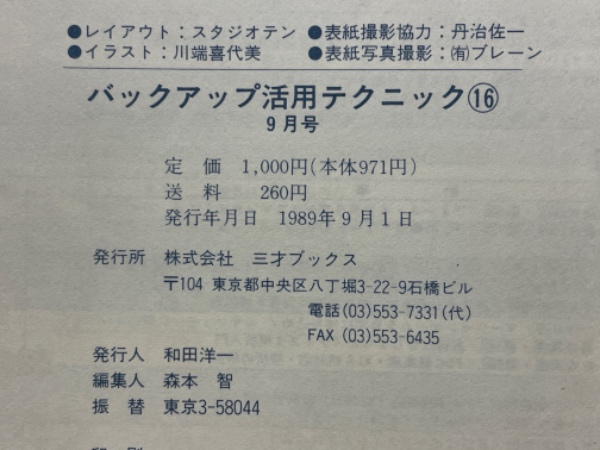 ●レイアウト：スタジオテン ●表紙撮影協力：丹治佐一
●イラスト：川端喜代美 ●表紙写真撮影：㈲ブレーン
バックアップ活用テクニック⑯
9月号
定価 1,000円(本体971円)
送料 260円
発行年月日 1989年9月1日
発行所 株式会社 三才ブックス
〒104 東京都中央区八丁堀3-22-9石橋ビル
電話(03)553-7331(代)
FAX (03)553-6435
発行人 和田洋一
編集人 森本 智
振替 東京3-58044